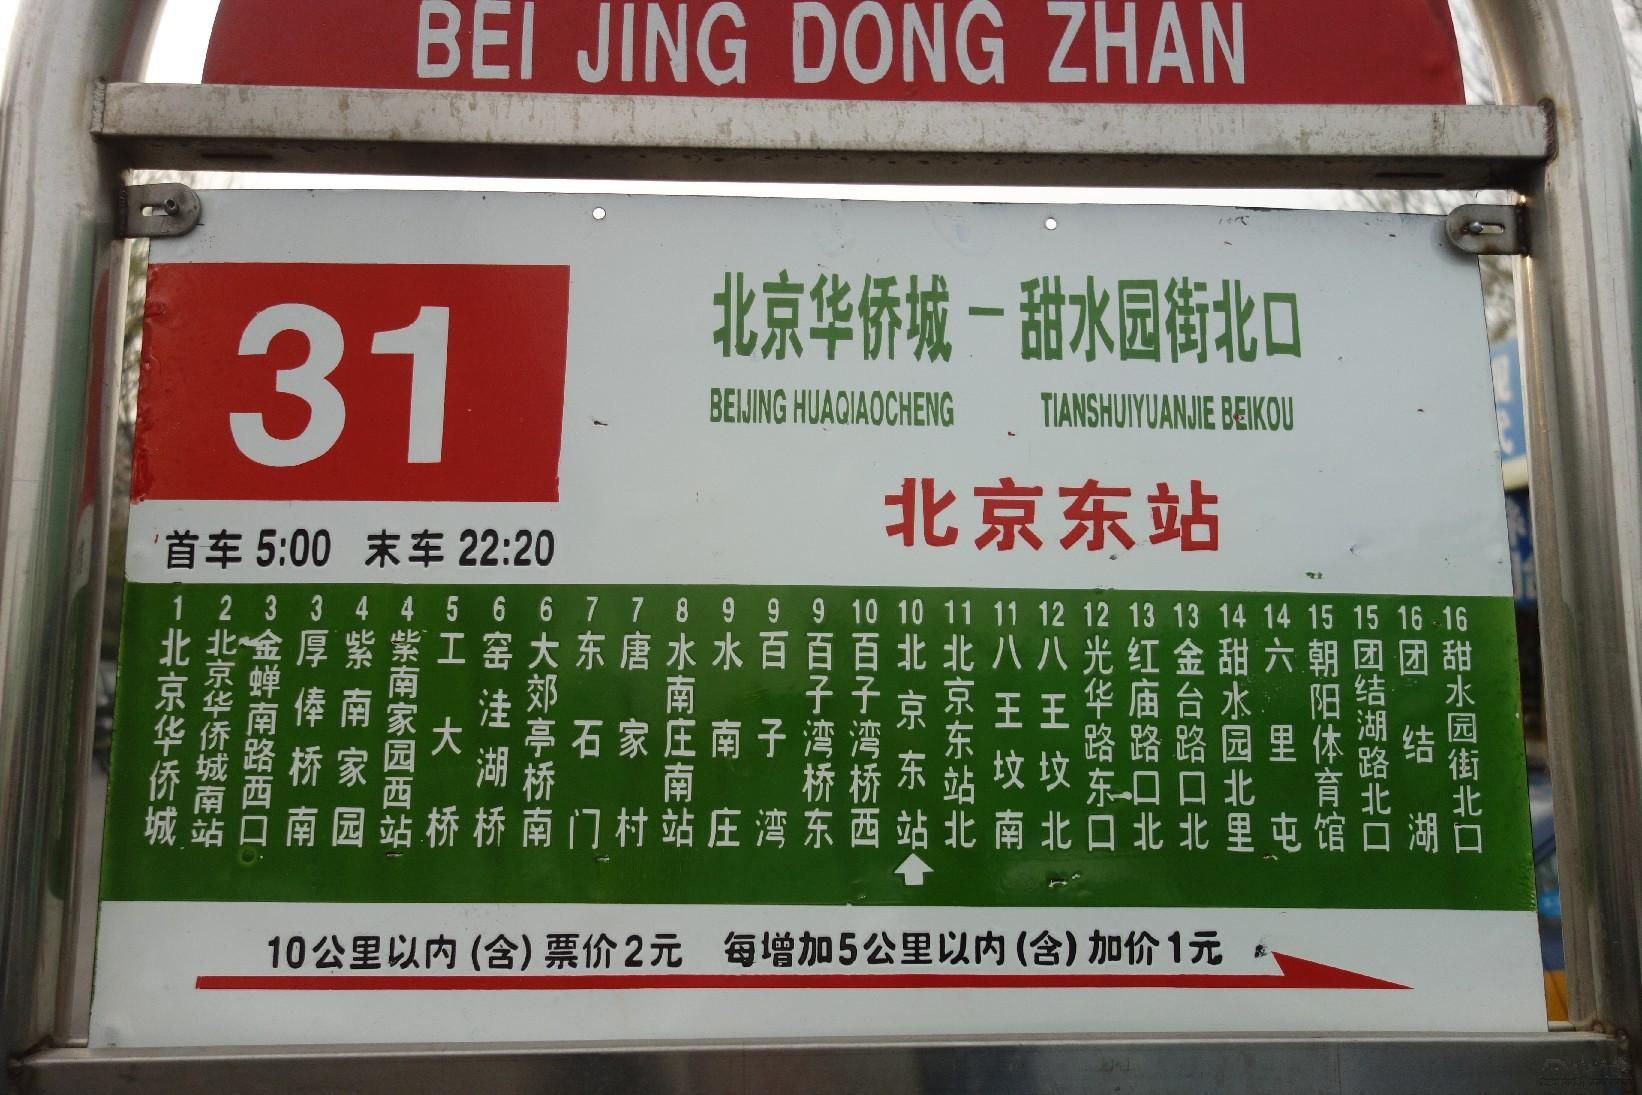 BEI JING DONG ZHAN
31
北京华侨城 — 甜水园街北口
BEIJING HUAQIAOCHENG TIANSHUIYUANJIE BEIKOU
北京东站
首车 5:00 末车 22:20
1 北京华侨城
2 北京华侨城南站
3 金蝉南路西口
3 厚俸桥南
4 紫南家园
4 紫南家园西站
5 工大桥
6 窑洼湖桥
6 大郊亭桥南
7 东石门
7 唐家村
8 水南庄南站
9 水南庄
9 百子湾
9 百子湾桥东
10 百子湾桥西
10 北京东站
11 北京东站北
11 八王坟南
12 八王坟北
12 光华路东口
13 红庙路口北
13 金台路口北
14 甜水园北里
14 六里屯
15 朝阳体育馆
15 团结湖路北口
16 团结湖
16 甜水园街北口
10公里以内(含)票价2元 每增加5公里以内(含)加价1元